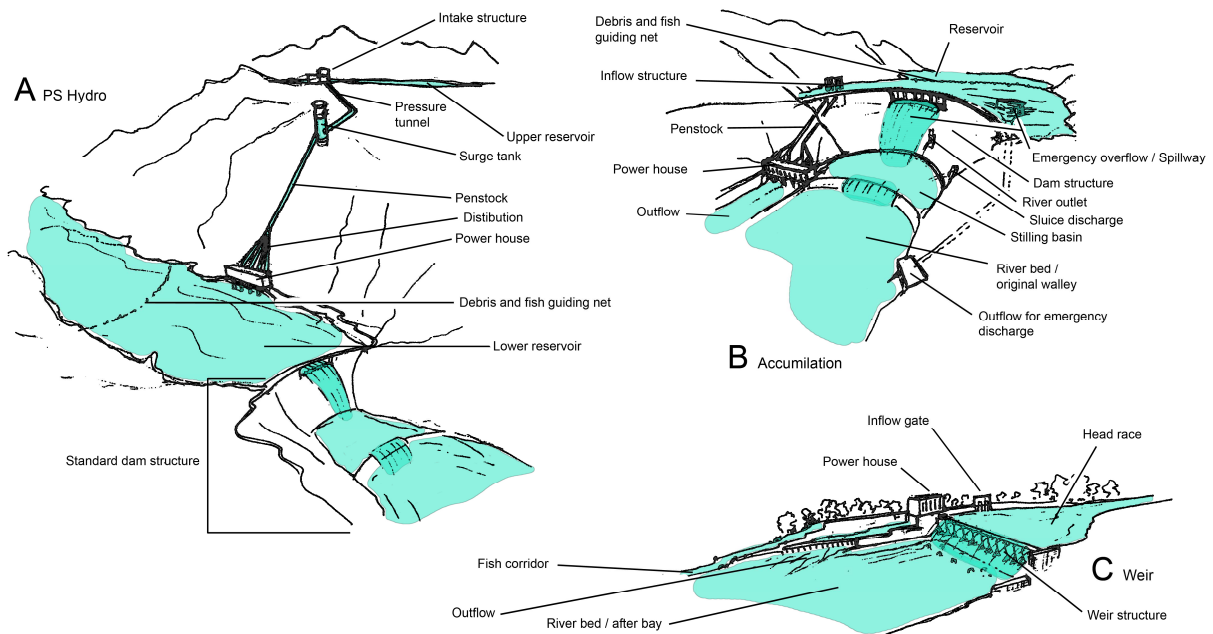 A PS Hydro
Intake structure
Pressure
tunnel
Upper reservoir
Surgo tank
Penstock
Distibution
Power house
Debris and fish guiding net
Lower reservoir
Standard dam structure
Debris and fish
guiding net
Reservoir
Inflow structure
Penstock
Power house
Outflow
Emergency overflow / Spillway
Dam structure
River outlet
Sluice discharge
Stilling basin
River bed /
original walley
Outflow for emergency
discharge
B Accumilation
Inflow gate
Head race
Power house
Fish corridor
C Weir
Outflow
Weir structure
River bed / after bay